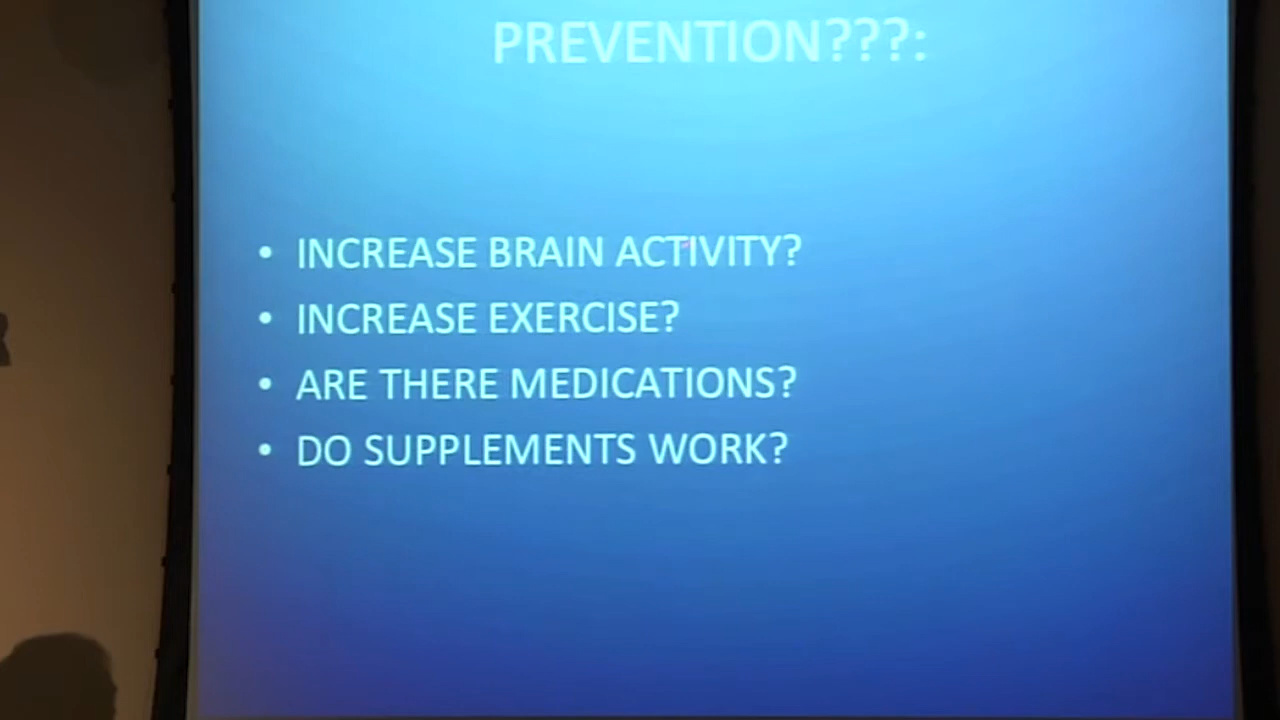 PREVENTION???:
• INCREASE BRAIN ACTIVITY?
• INCREASE EXERCISE?
• ARE THERE MEDICATIONS?
• DO SUPPLEMENTS WORK?